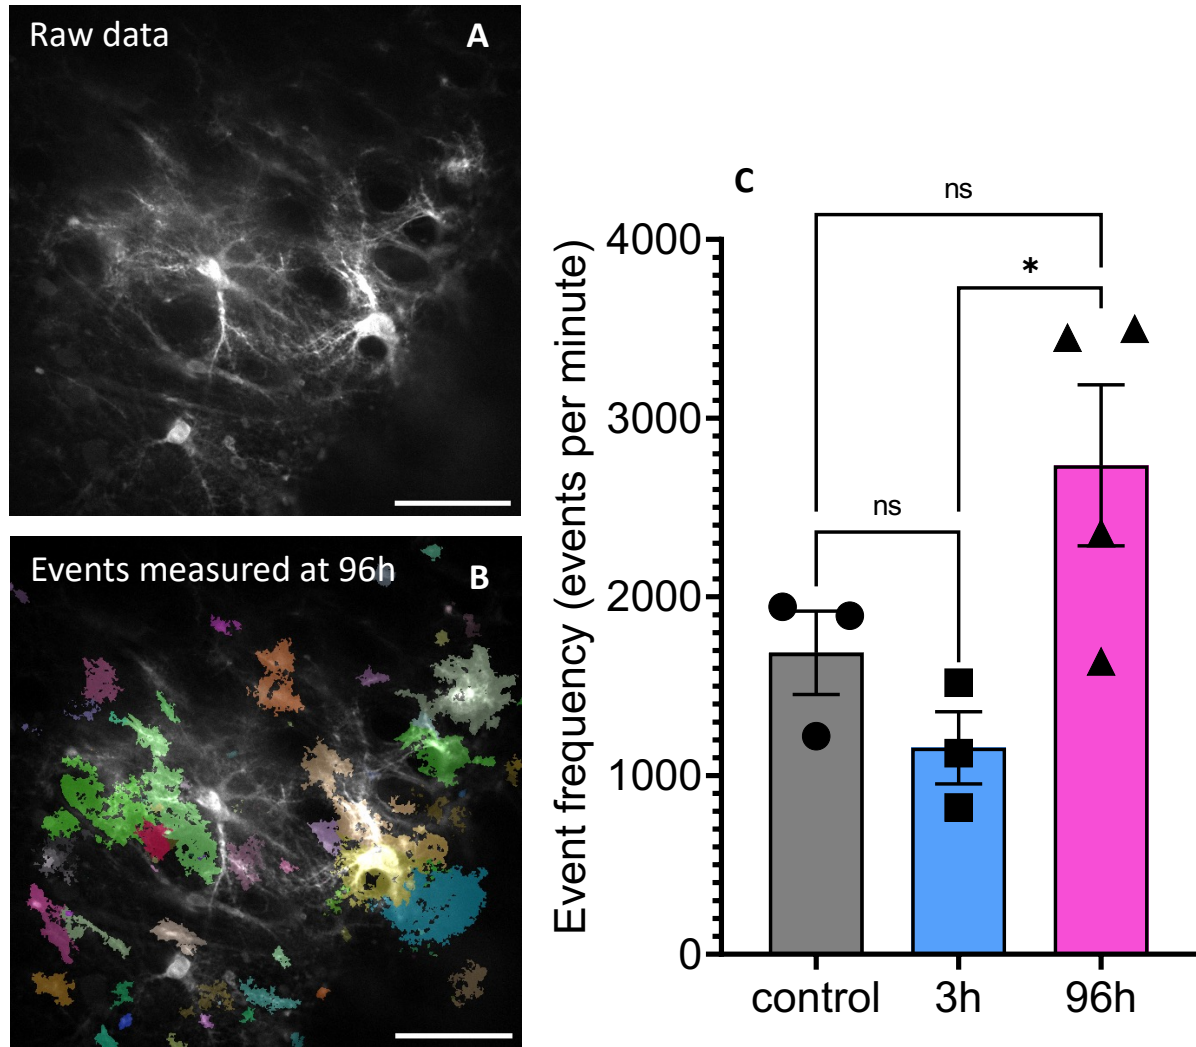 Raw data
A
Events measured at 96h
B
C
ns
*
ns
Event frequency (events per minute)
4000
3000
2000
1000
0
control
3h
96h